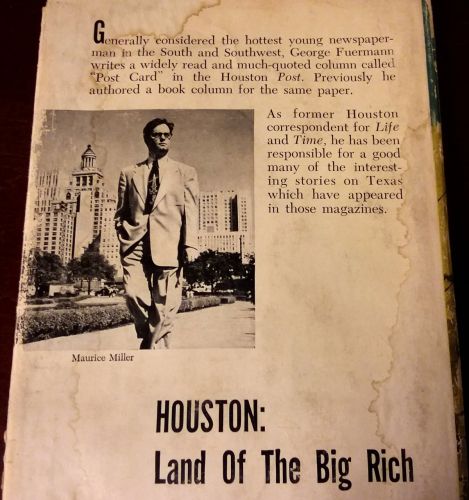 Generally considered the hottest young newspaper-
man in the South and Southwest, George Fuermann
writes a widely read and much-quoted column called
"Post Card" in the Houston Post. Previously he
authored a book column for the same paper.
As former Houston
correspondent for Life
and Time, he has been
responsible for a good
many of the interest-
ing stories on Texas
which have appeared
in those magazines.
Maurice Miller
HOUSTON:
Land Of The Big Rich